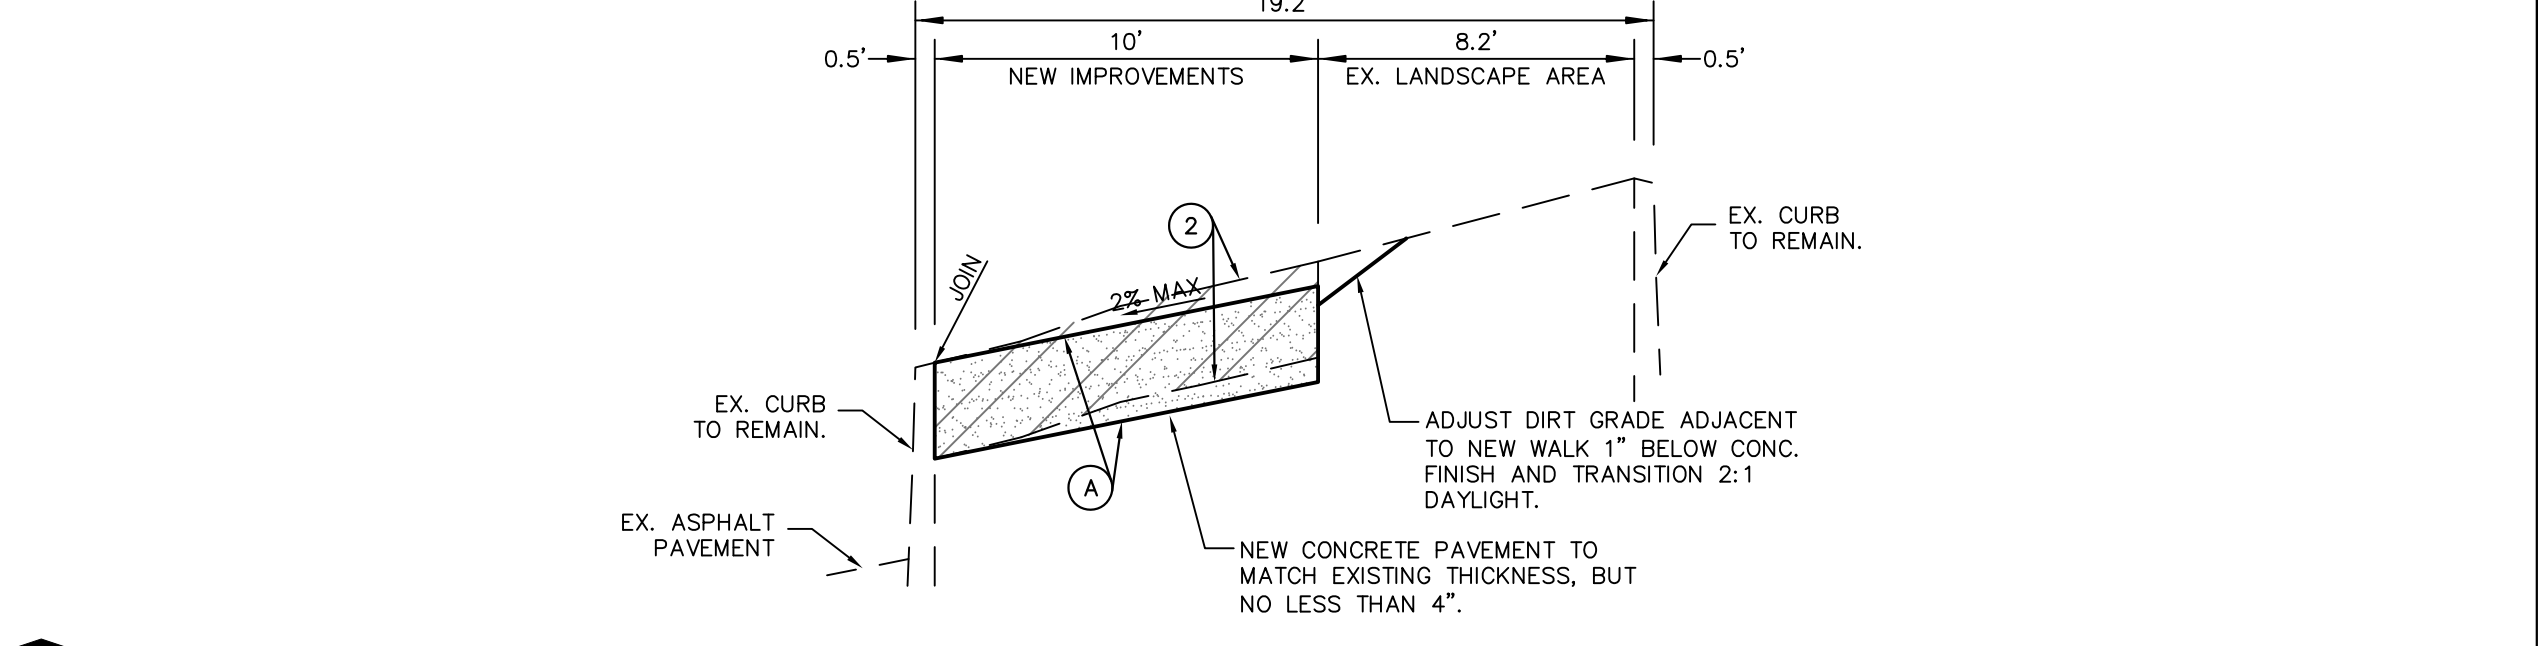 19.2'
0.5'
10'
8.2'
0.5'
NEW IMPROVEMENTS
EX. LANDSCAPE AREA
2
EX. CURB
TO REMAIN.
JOIN
2% MAX
EX. CURB
TO REMAIN.
ADJUST DIRT GRADE ADJACENT
TO NEW WALK 1” BELOW CONC.
FINISH AND TRANSITION 2:1
DAYLIGHT.
A
EX. ASPHALT
PAVEMENT
NEW CONCRETE PAVEMENT TO
MATCH EXISTING THICKNESS, BUT
NO LESS THAN 4”.